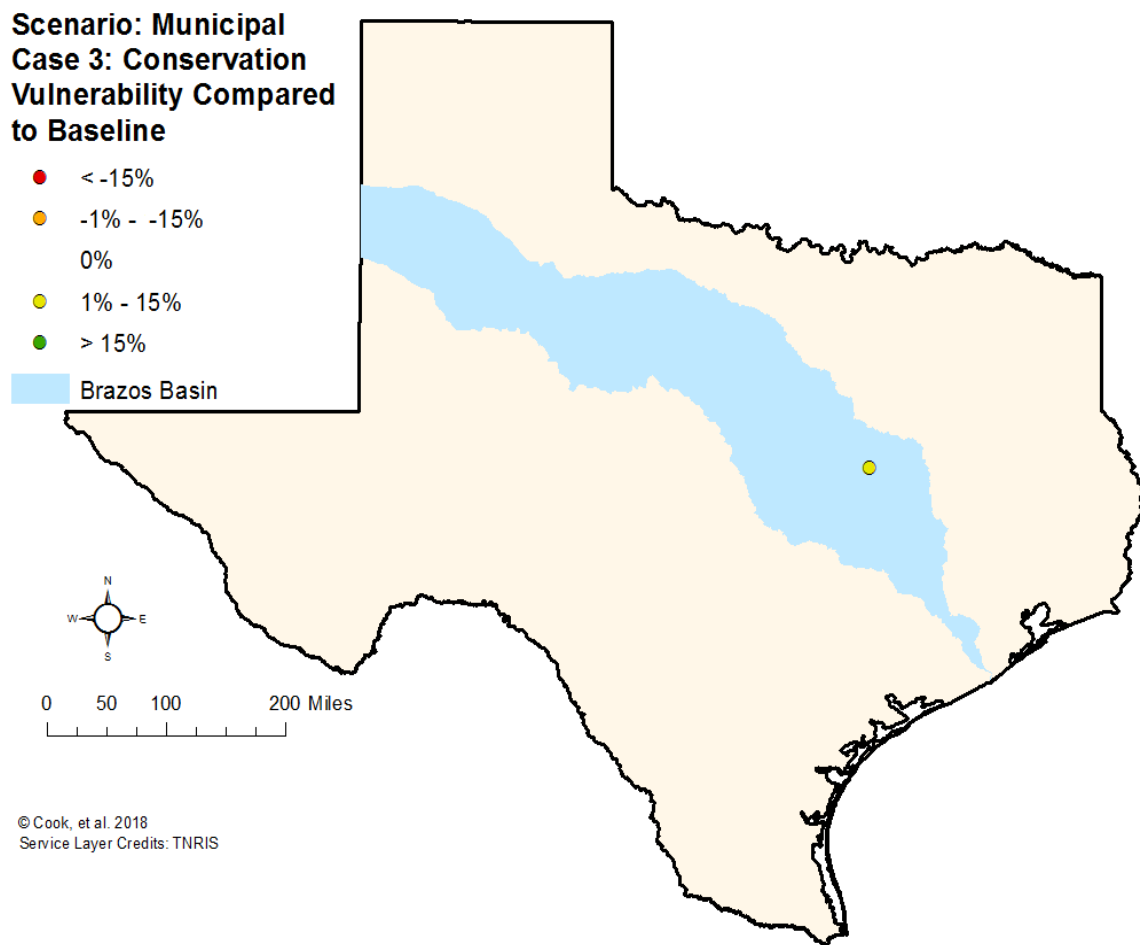 Scenario: Municipal
Case 3: Conservation
Vulnerability Compared
to Baseline
< -15%
-1% - -15%
0%
1% - 15%
> 15%
Brazos Basin
N
W E
S
0 50 100 200 Miles
© Cook, et al. 2018
Service Layer Credits: TNRIS